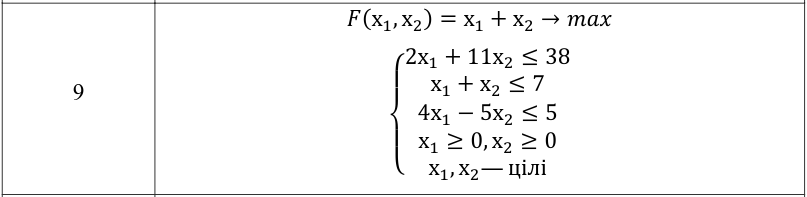 F(x₁,x₂) = x₁ + x₂ → max
9
2x₁ + 11x₂ ≤ 38
x₁ + x₂ ≤ 7
4x₁ − 5x₂ ≤ 5
x₁ ≥ 0, x₂ ≥ 0
x₁, x₂— цілі